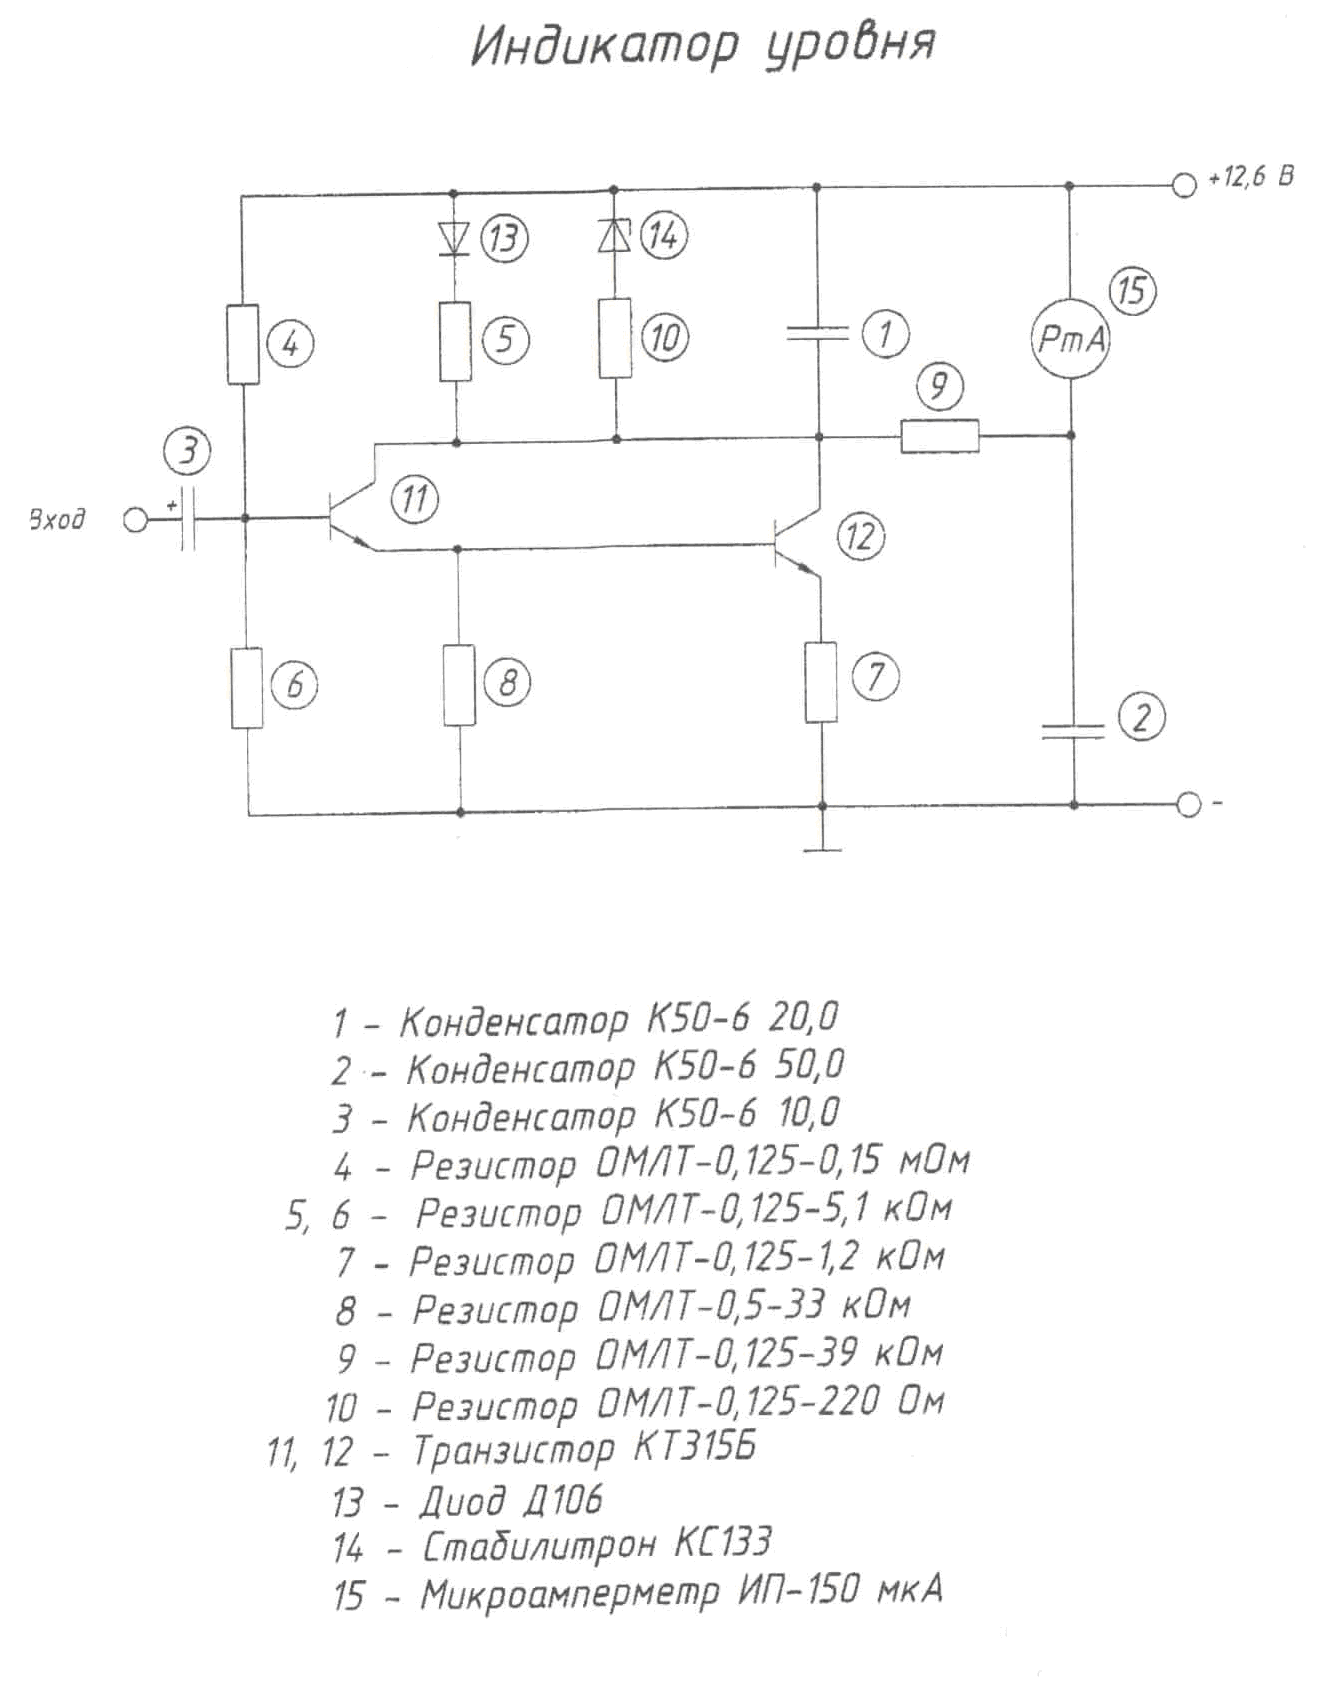 Индикатор уровня
+12,6 В
13
14
15
4
5
10
1
PmA
9
3
11
Вход
+
12
6
8
7
2
-
1 - Конденсатор К50-6 20,0
2 - Конденсатор К50-6 50,0
3 - Конденсатор К50-6 10,0
4 - Резистор ОМЛТ-0,125-0,15 мОм
5, 6 - Резистор ОМЛТ-0,125-5,1 кОм
7 - Резистор ОМЛТ-0,125-1,2 кОм
8 - Резистор ОМЛТ-0,5-33 кОм
9 - Резистор ОМЛТ-0,125-39 кОм
10 - Резистор ОМЛТ-0,125-220 Ом
11, 12 - Транзистор КТ315Б
13 - Диод Д106
14 - Стабилитрон КС133
15 - Микроамперметр ИП-150 мкА